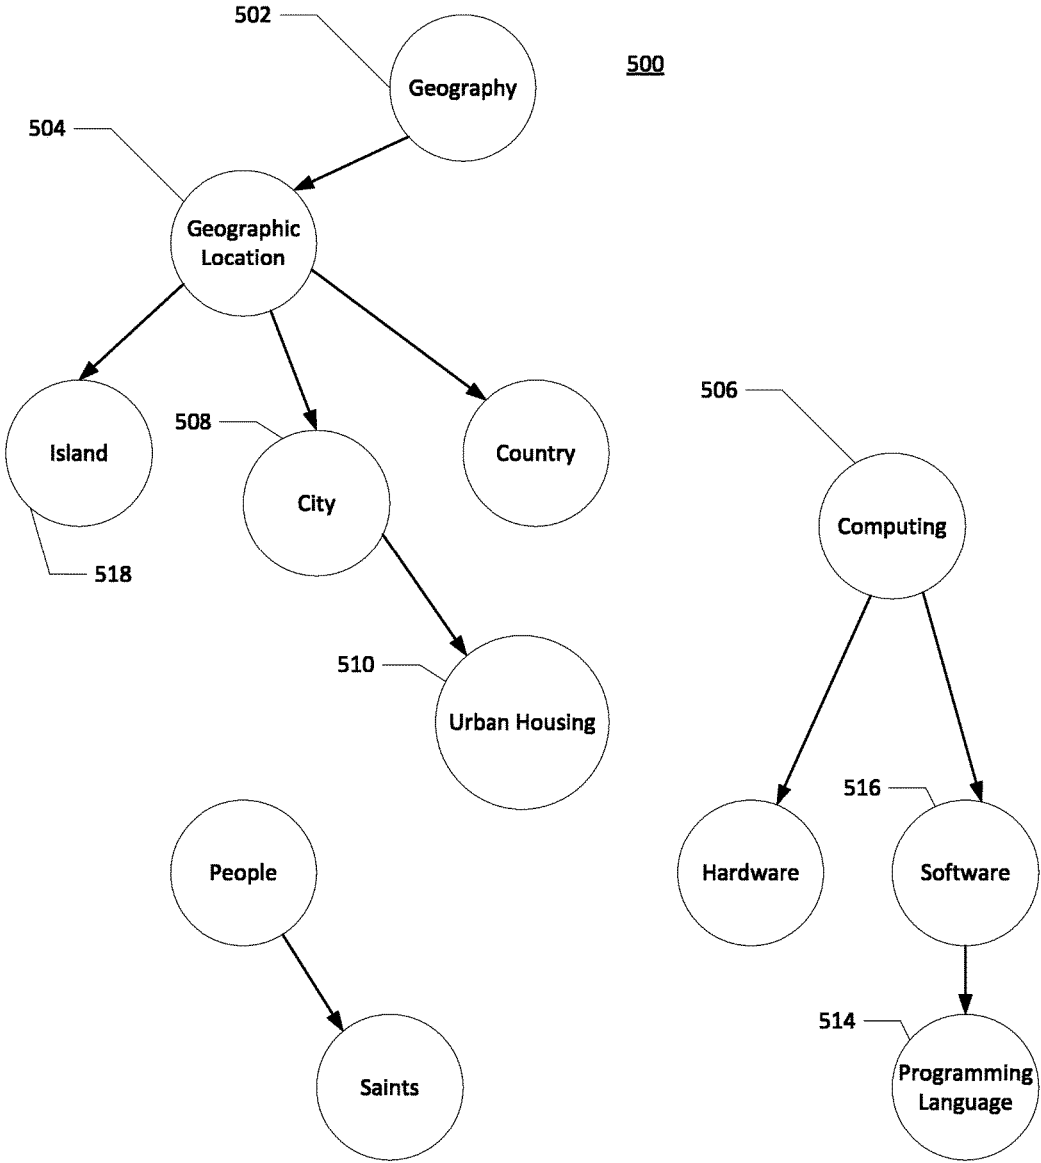 502
Geography
500
504
Geographic
Location
506
508
Island
Country
City
Computing
518
510
Urban Housing
516
People
Hardware
Software
514
Programming
Language
Saints